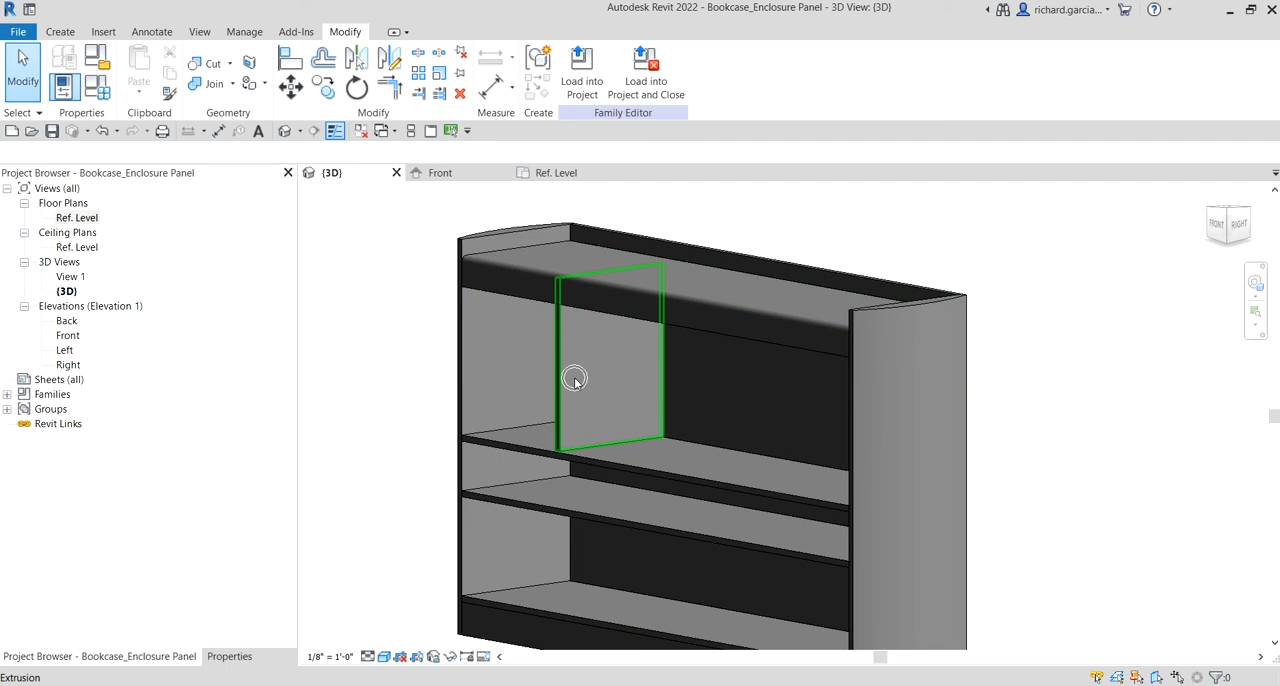 Autodesk Revit 2022 - Bookcase_Enclosure Panel - 3D View: {3D}
richard.garcia...
File Create Insert Annotate View Manage Add-Ins Modify
Modify Paste Cut Join Load into Project Load into Project and Close
Select Properties Clipboard Geometry Modify Measure Create Family Editor
Project Browser - Bookcase_Enclosure Panel
{3D} Front Ref. Level
Views (all)
Floor Plans
Ref. Level
Ceiling Plans
Ref. Level
3D Views
View 1
{3D}
Elevations (Elevation 1)
Back
Front
Left
Right
Sheets (all)
Families
Groups
Revit Links
FRONT RIGHT
Project Browser - Bookcase_Enclosure Panel Properties
1/8" = 1'-0"
Extrusion
:0